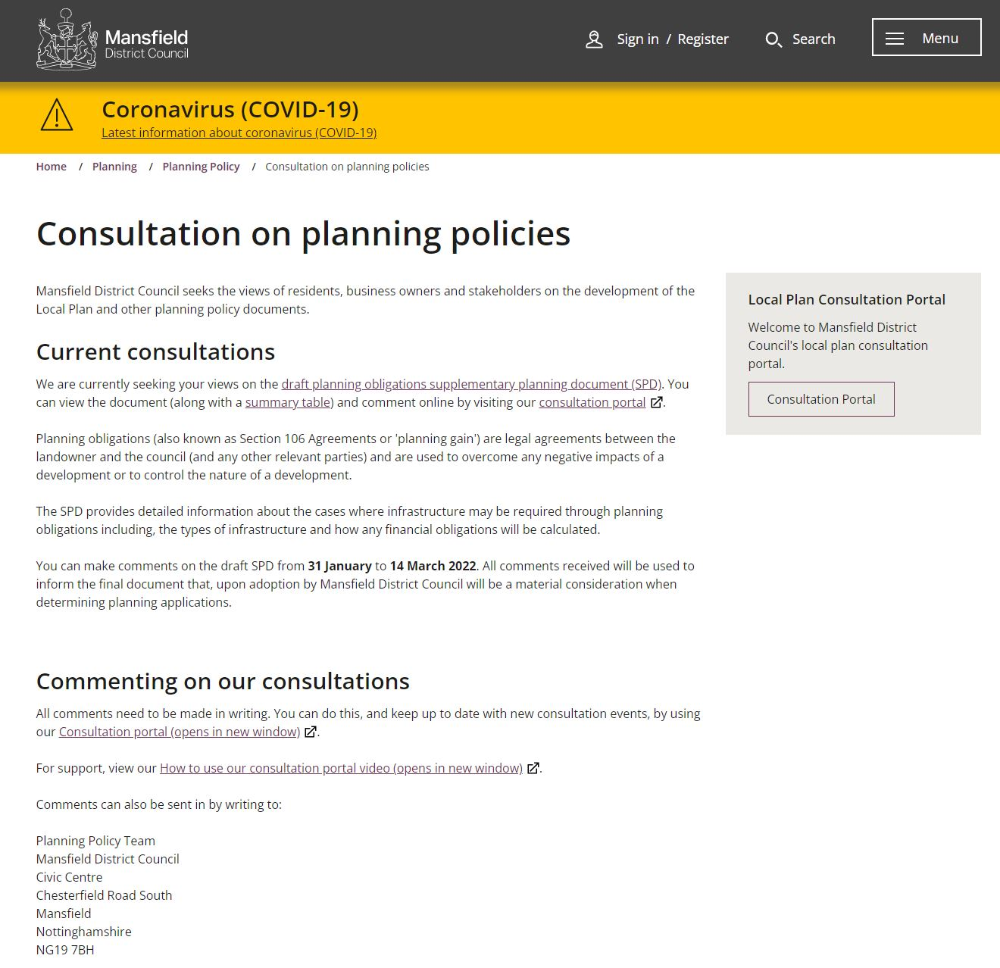 Mansfield
District Council
Sign in / Register
Search
Menu
Coronavirus (COVID-19)
Latest information about coronavirus (COVID-19)
Home / Planning / Planning Policy / Consultation on planning policies
Consultation on planning policies
Mansfield District Council seeks the views of residents, business owners and stakeholders on the development of the
Local Plan and other planning policy documents.
Current consultations
We are currently seeking your views on the draft planning obligations supplementary planning document (SPD). You
can view the document (along with a summary table) and comment online by visiting our consultation portal.
Planning obligations (also known as Section 106 Agreements or 'planning gain') are legal agreements between the
landowner and the council (and any other relevant parties) and are used to overcome any negative impacts of a
development or to control the nature of a development.
The SPD provides detailed information about the cases where infrastructure may be required through planning
obligations including, the types of infrastructure and how any financial obligations will be calculated.
You can make comments on the draft SPD from 31 January to 14 March 2022. All comments received will be used to
inform the final document that, upon adoption by Mansfield District Council will be a material consideration when
determining planning applications.
Commenting on our consultations
All comments need to be made in writing. You can do this, and keep up to date with new consultation events, by using
our Consultation portal (opens in new window).
For support, view our How to use our consultation portal video (opens in new window).
Comments can also be sent in by writing to:
Planning Policy Team
Mansfield District Council
Civic Centre
Chesterfield Road South
Mansfield
Nottinghamshire
NG19 7BH
Local Plan Consultation Portal
Welcome to Mansfield District
Council's local plan consultation
portal.
Consultation Portal